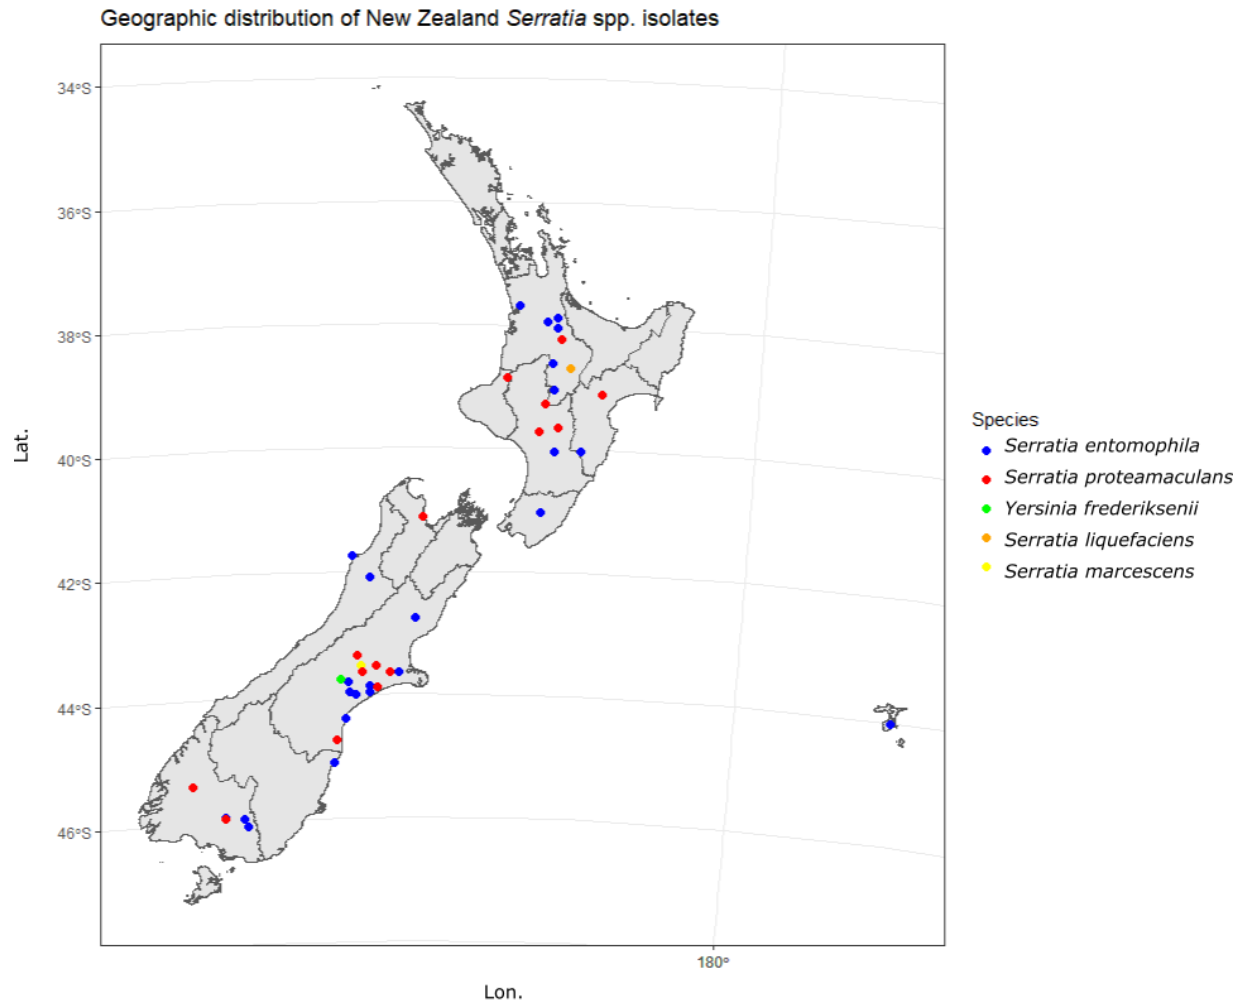 Geographic distribution of New Zealand Serratia spp. isolates
34°S
36°S
38°S
40°S
42°S
44°S
46°S
Lat.
180°
Lon.
Species
Serratia entomophila
Serratia proteamaculans
Yersinia frederiksenii
Serratia liquefaciens
Serratia marcescens